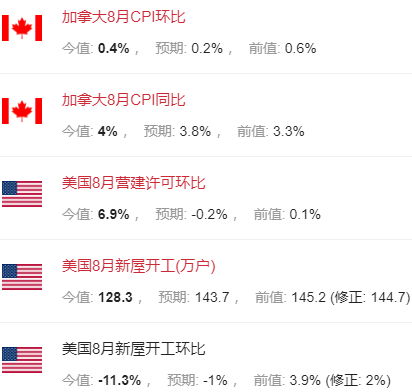 加拿大8月CPI环比
今值: 0.4% , 预期: 0.2% , 前值: 0.6%
加拿大8月CPI同比
今值: 4% , 预期: 3.8% , 前值: 3.3%
美国8月营建许可环比
今值: 6.9% , 预期: -0.2% , 前值: 0.1%
美国8月新屋开工(万户)
今值: 128.3 , 预期: 143.7 , 前值: 145.2 (修正: 144.7)
美国8月新屋开工环比
今值: -11.3% , 预期: -1% , 前值: 3.9% (修正: 2%)